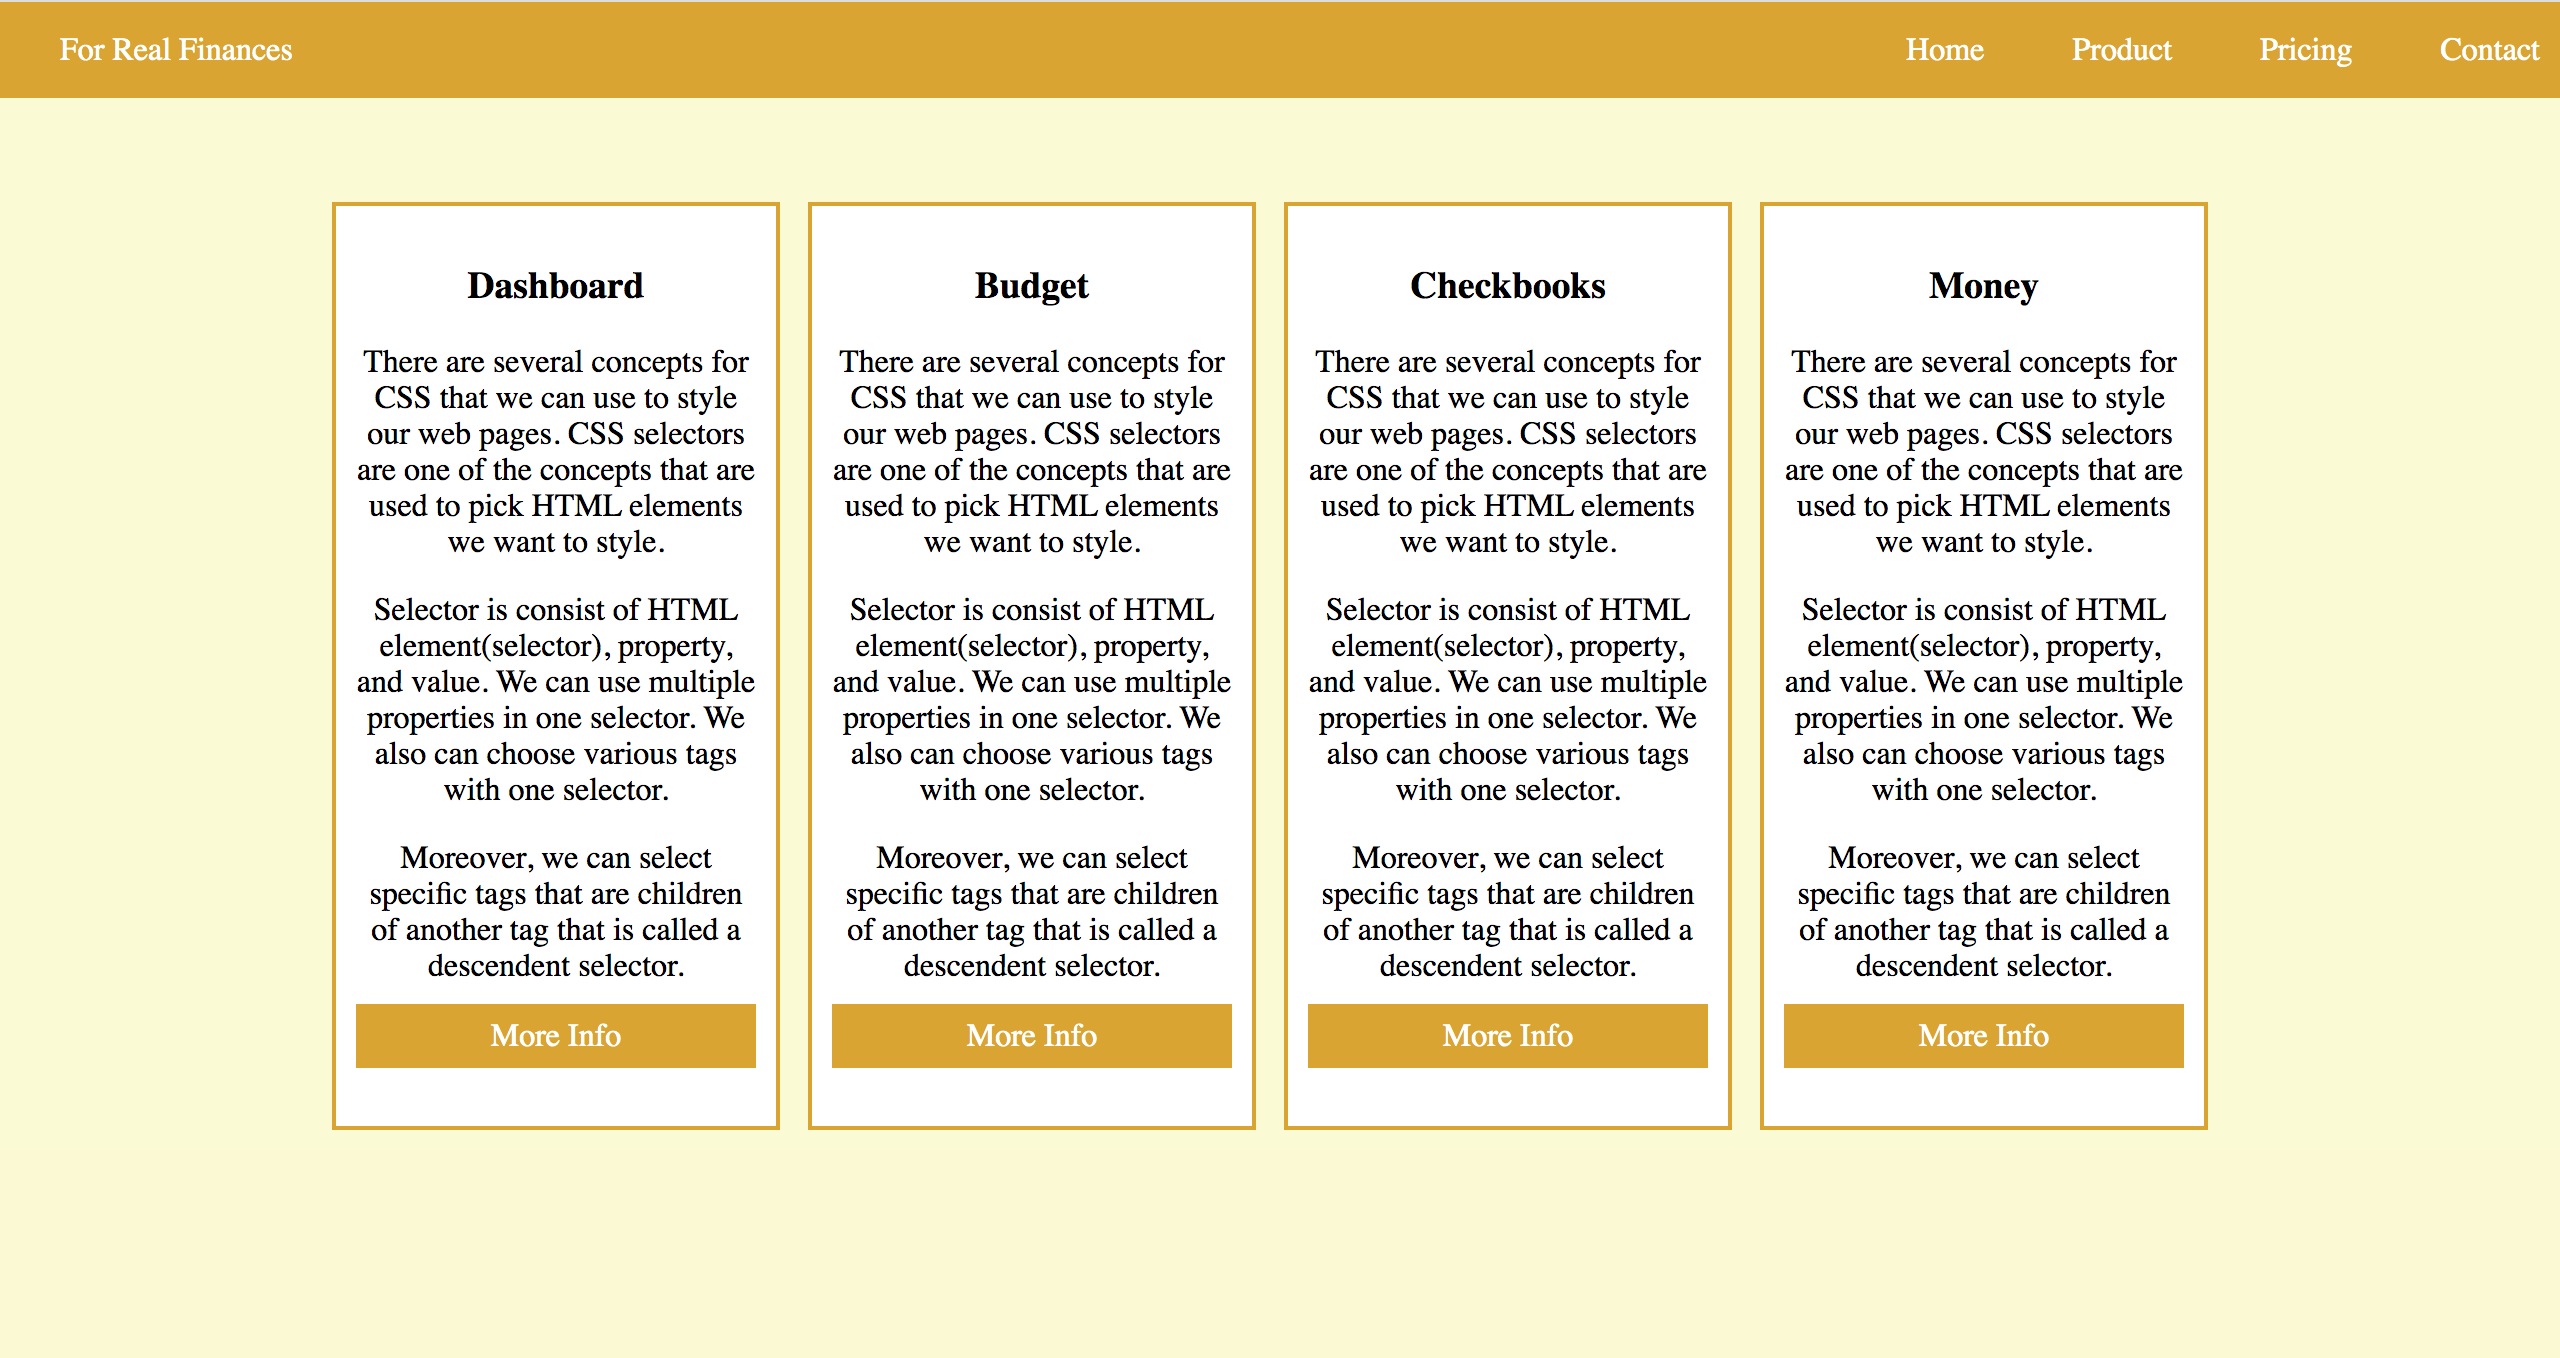 For Real Finances
Home Product Pricing Contact
Dashboard
There are several concepts for
CSS that we can use to style
our web pages. CSS selectors
are one of the concepts that are
used to pick HTML elements
we want to style.
Selector is consist of HTML
element(selector), property,
and value. We can use multiple
properties in one selector. We
also can choose various tags
with one selector.
Moreover, we can select
specific tags that are children
of another tag that is called a
descendent selector.
More Info
Budget
There are several concepts for
CSS that we can use to style
our web pages. CSS selectors
are one of the concepts that are
used to pick HTML elements
we want to style.
Selector is consist of HTML
element(selector), property,
and value. We can use multiple
properties in one selector. We
also can choose various tags
with one selector.
Moreover, we can select
specific tags that are children
of another tag that is called a
descendent selector.
More Info
Checkbooks
There are several concepts for
CSS that we can use to style
our web pages. CSS selectors
are one of the concepts that are
used to pick HTML elements
we want to style.
Selector is consist of HTML
element(selector), property,
and value. We can use multiple
properties in one selector. We
also can choose various tags
with one selector.
Moreover, we can select
specific tags that are children
of another tag that is called a
descendent selector.
More Info
Money
There are several concepts for
CSS that we can use to style
our web pages. CSS selectors
are one of the concepts that are
used to pick HTML elements
we want to style.
Selector is consist of HTML
element(selector), property,
and value. We can use multiple
properties in one selector. We
also can choose various tags
with one selector.
Moreover, we can select
specific tags that are children
of another tag that is called a
descendent selector.
More Info